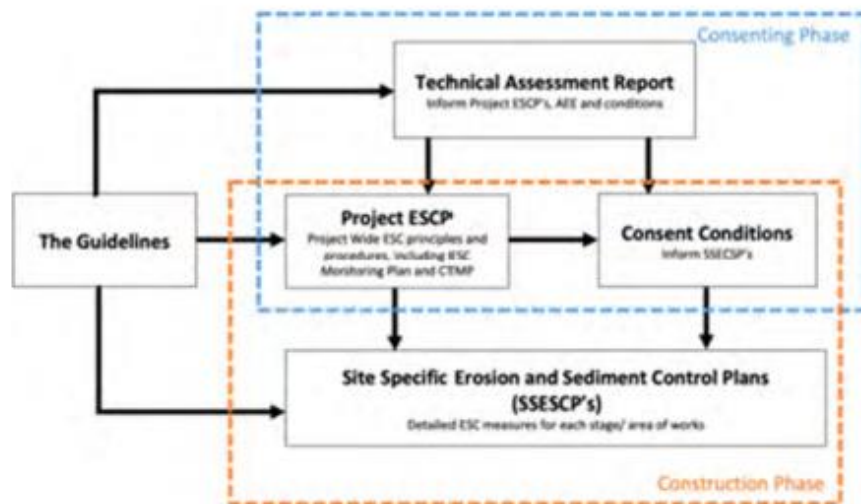 Consenting Phase
Technical Assessment Report
Inform Project ESCP's, AEE and conditions
The Guidelines
Project ESCP
Project Wide ESC principles and
procedures, including ESC
Monitoring Plan and CTMP
Consent Conditions
Inform SSECSP's
Site Specific Erosion and Sediment Control Plans
(SSESCP's)
Detailed ESC measures for each stage/ area of works
Construction Phase